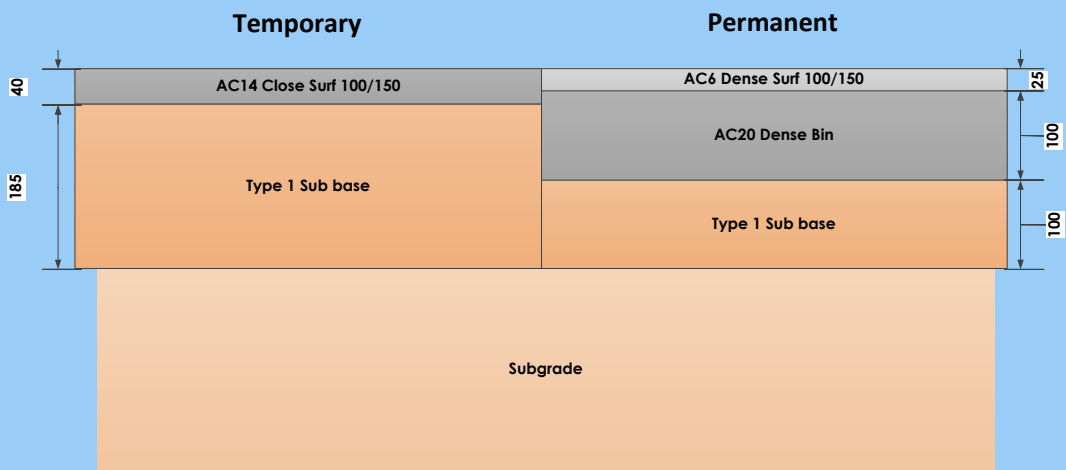 Temporary
Permanent
40
AC14 Close Surf 100/150
AC6 Dense Surf 100/150
25
AC20 Dense Bin
100
185
Type 1 Sub base
Type 1 Sub base
100
Subgrade